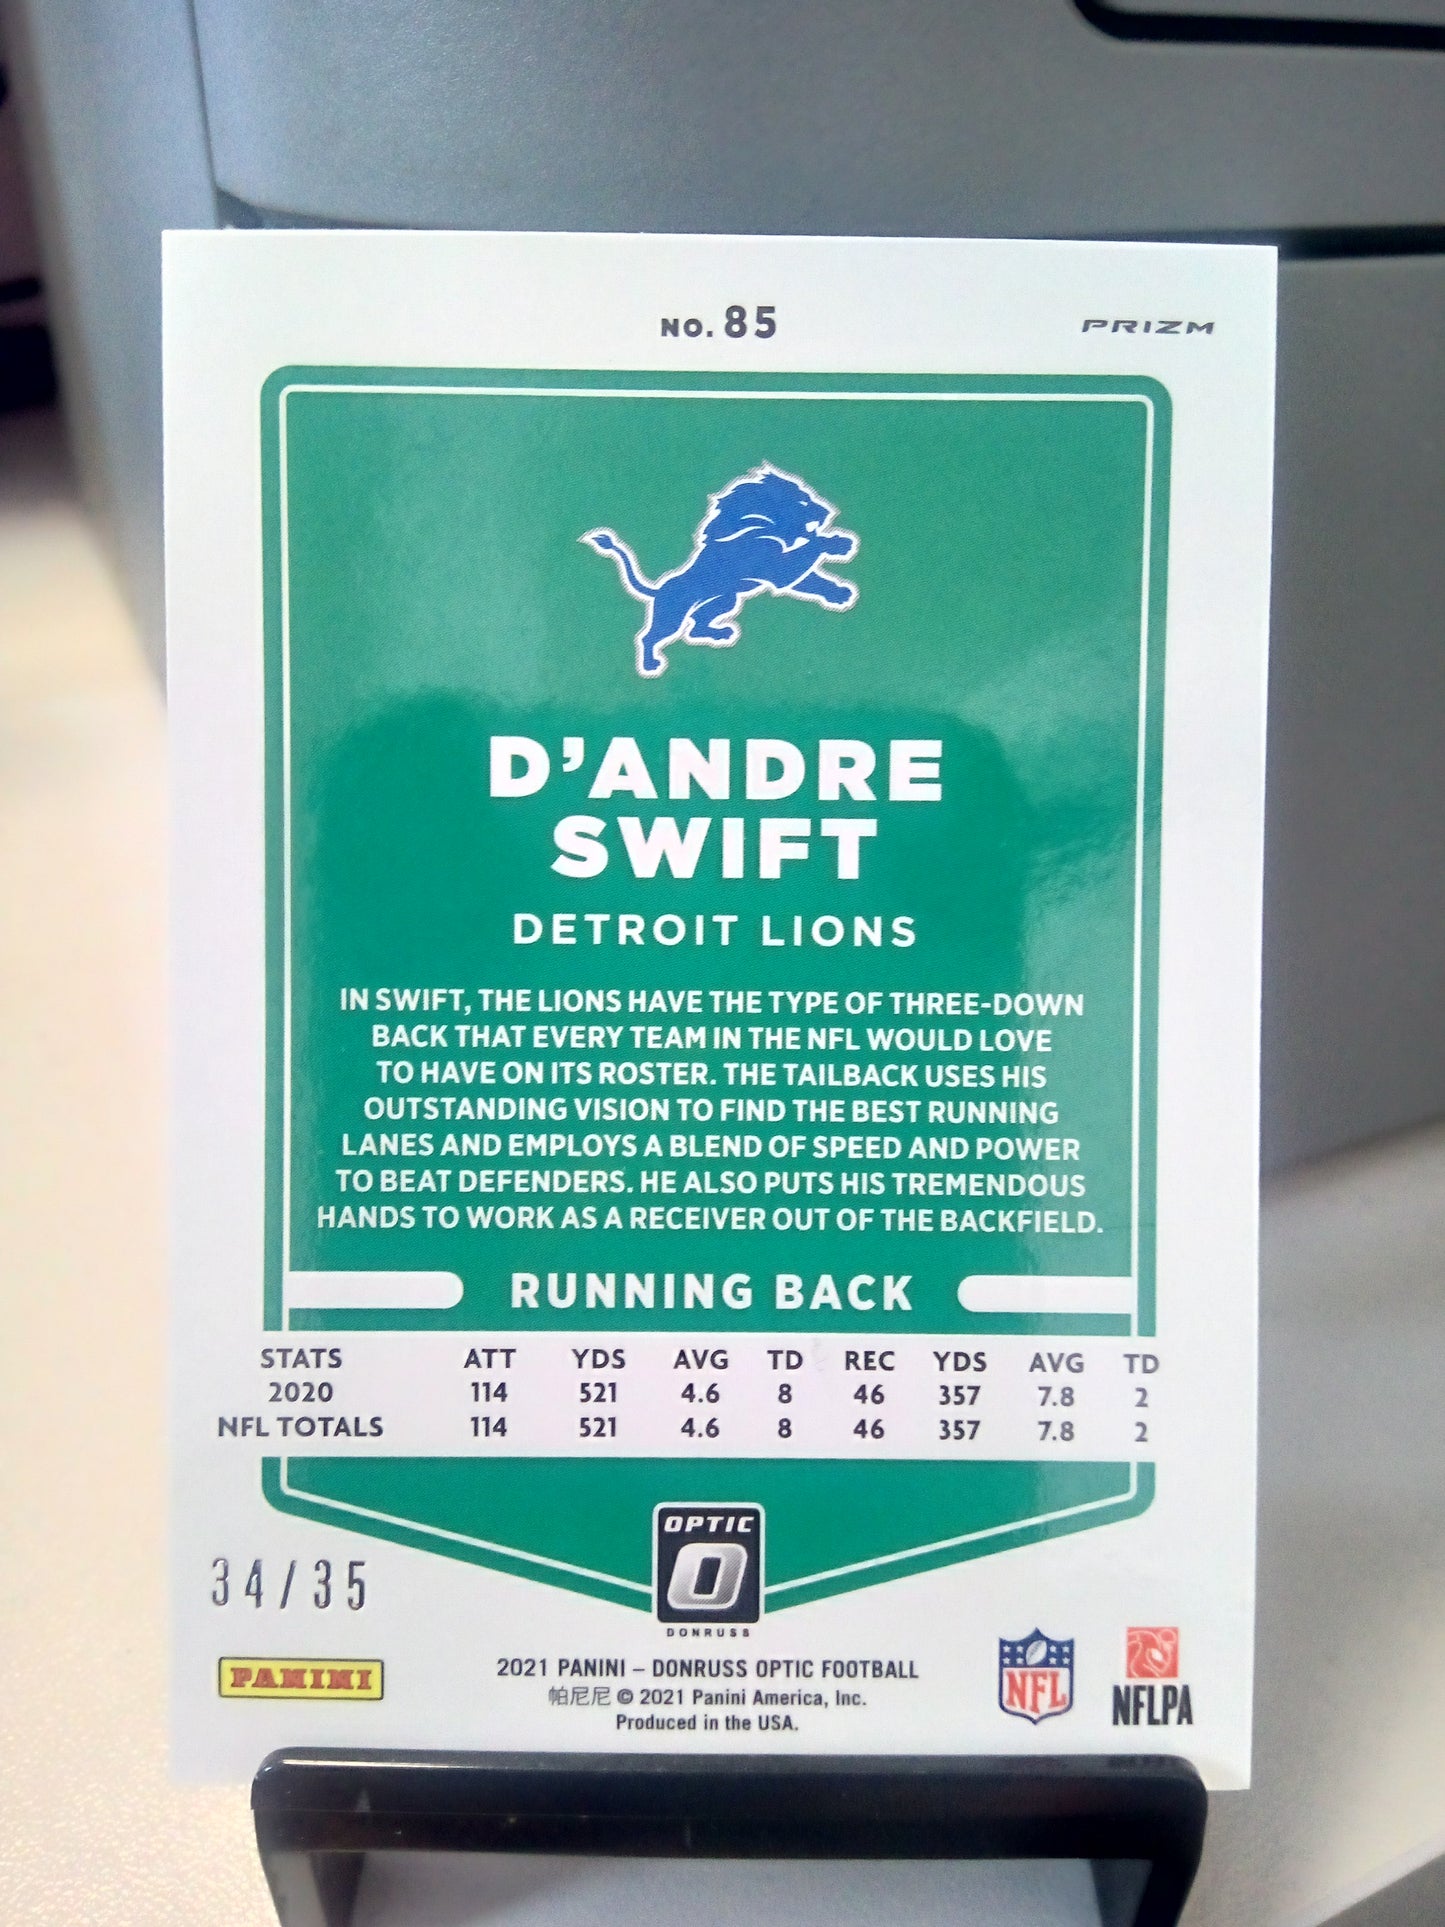 NO. 85
PRIZM
D'ANDRE
SWIFT
DETROIT LIONS
IN SWIFT, THE LIONS HAVE THE TYPE OF THREE-DOWN
BACK THAT EVERY TEAM IN THE NFL WOULD LOVE
TO HAVE ON ITS ROSTER. THE TAILBACK USES HIS
OUTSTANDING VISION TO FIND THE BEST RUNNING
LANES AND EMPLOYS A BLEND OF SPEED AND POWER
TO BEAT DEFENDERS. HE ALSO PUTS HIS TREMENDOUS
HANDS TO WORK AS A RECEIVER OUT OF THE BACKFIELD.
RUNNING BACK
STATS ATT YDS AVG TD REC YDS AVG TD
2020 114 521 4.6 8 46 357 7.8 2
NFL TOTALS 114 521 4.6 8 46 357 7.8 2
OPTIC
O
DONRUSS
34/35
PANINI
2021 PANINI – DONRUSS OPTIC FOOTBALL
帕尼尼 © 2021 Panini America, Inc.
Produced in the USA.
NFL
NFLPA